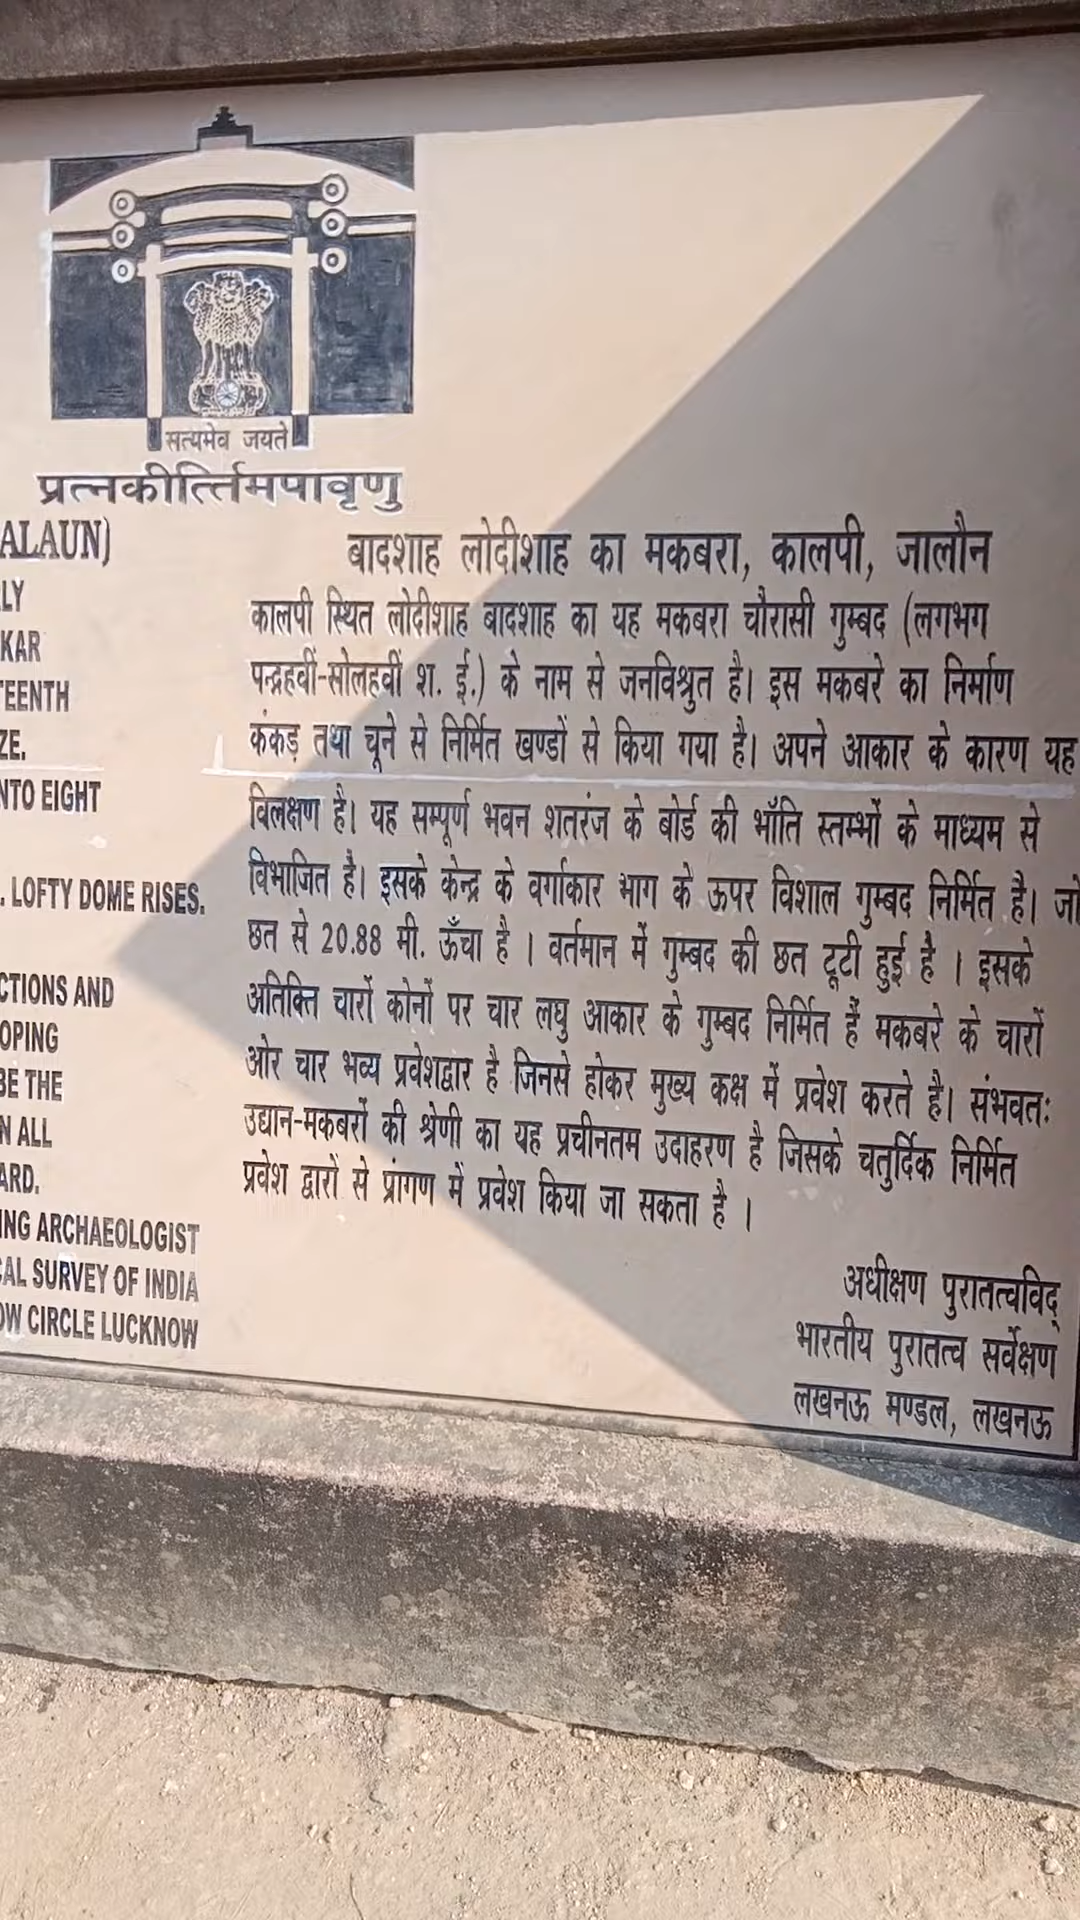 सत्यमेव जयते
प्रत्नकीर्त्तिमपावृणु
ALAUN)
LY
KAR
TEENTH
ZE.
NTO EIGHT
. LOFTY DOME RISES.
CTIONS AND
OPING
BE THE
N ALL
ARD.
ING ARCHAEOLOGIST
CAL SURVEY OF INDIA
OW CIRCLE LUCKNOW
बादशाह लोदीशाह का मकबरा, कालपी, जालौन
कालपी स्थित लोदीशाह बादशाह का यह मकबरा चौरासी गुम्बद (लगभग
पन्द्रहवीं-सोलहवीं श. ई.) के नाम से जनविश्रुत है। इस मकबरे का निर्माण
कंकड़ तथा चूने से निर्मित खण्डों से किया गया है। अपने आकार के कारण यह
विलक्षण है। यह सम्पूर्ण भवन शतरंज के बोर्ड की भॉंति स्तम्भों के माध्यम से
विभाजित है। इसके केन्द्र के वर्गाकार भाग के ऊपर विशाल गुम्बद निर्मित है। जो
छत से 20.88 मी. ऊँचा है । वर्तमान में गुम्बद की छत टूटी हुई है । इसके
अतिक्ति चारों कोनों पर चार लघु आकार के गुम्बद निर्मित हैं मकबरे के चारों
ओर चार भव्य प्रवेशद्वार है जिनसे होकर मुख्य कक्ष में प्रवेश करते है। संभवतः
उद्यान-मकबरों की श्रेणी का यह प्रचीनतम उदाहरण है जिसके चतुर्दिक निर्मित
प्रवेश द्वारों से प्रांगण में प्रवेश किया जा सकता है ।
अधीक्षण पुरातत्वविद्
भारतीय पुरातत्व सर्वेक्षण
लखनऊ मण्डल, लखनऊ